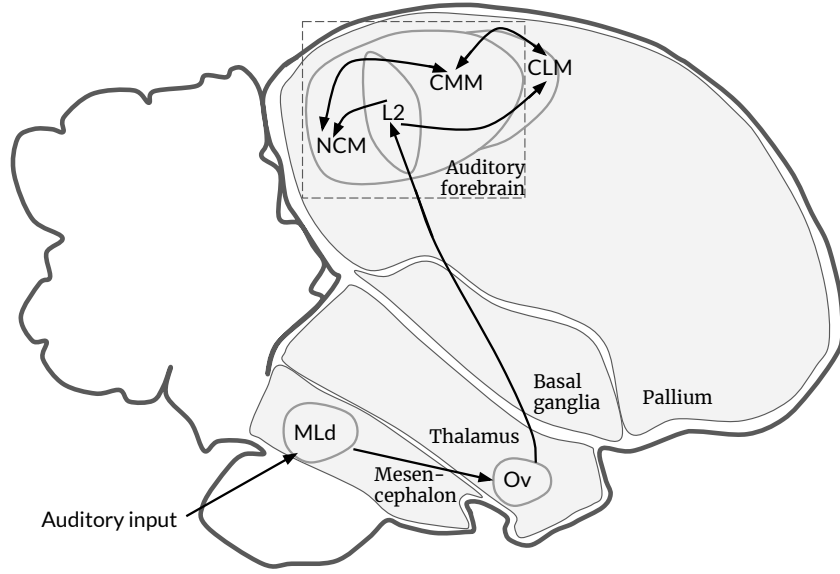 CLM
CMM
L2
NCM
Auditory
forebrain
Basal
ganglia
Pallium
MLd
Thalamus
Mesen-
cephalon
Ov
Auditory input